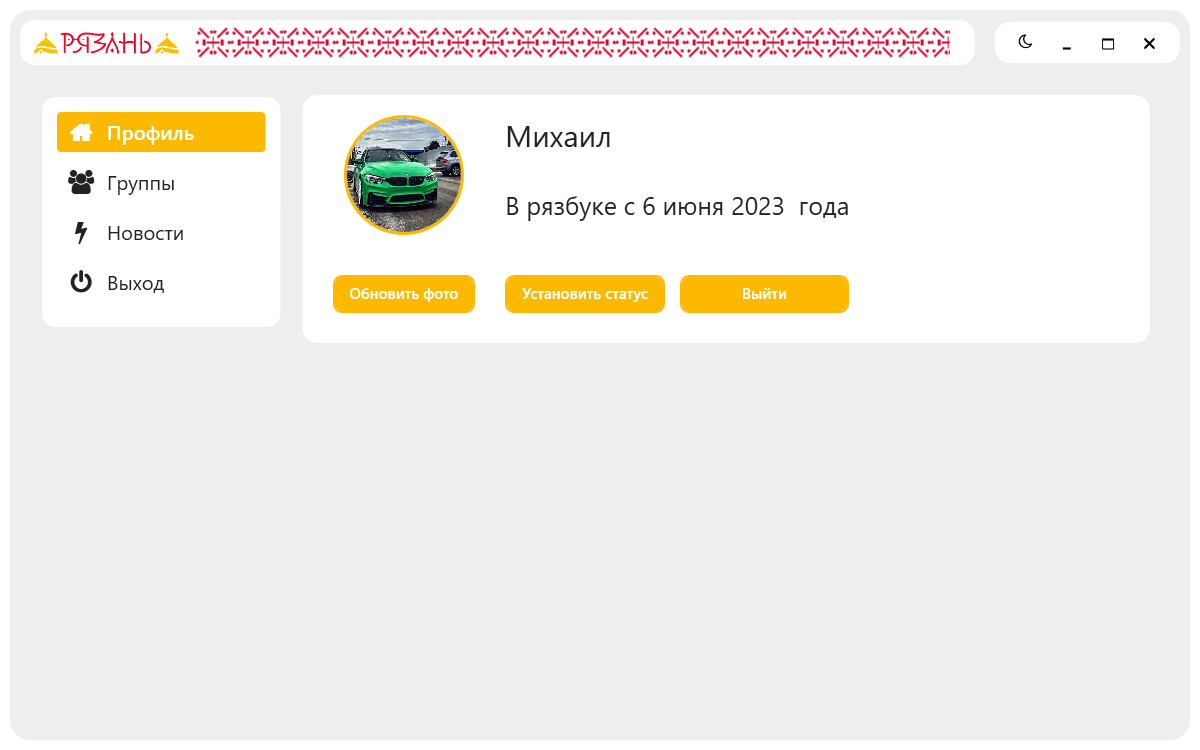 РЯЗАНЬ
Профиль
Группы
Новости
Выход
Михаил
В рязбуке с 6 июня 2023  года
Обновить фото
Установить статус
Выйти